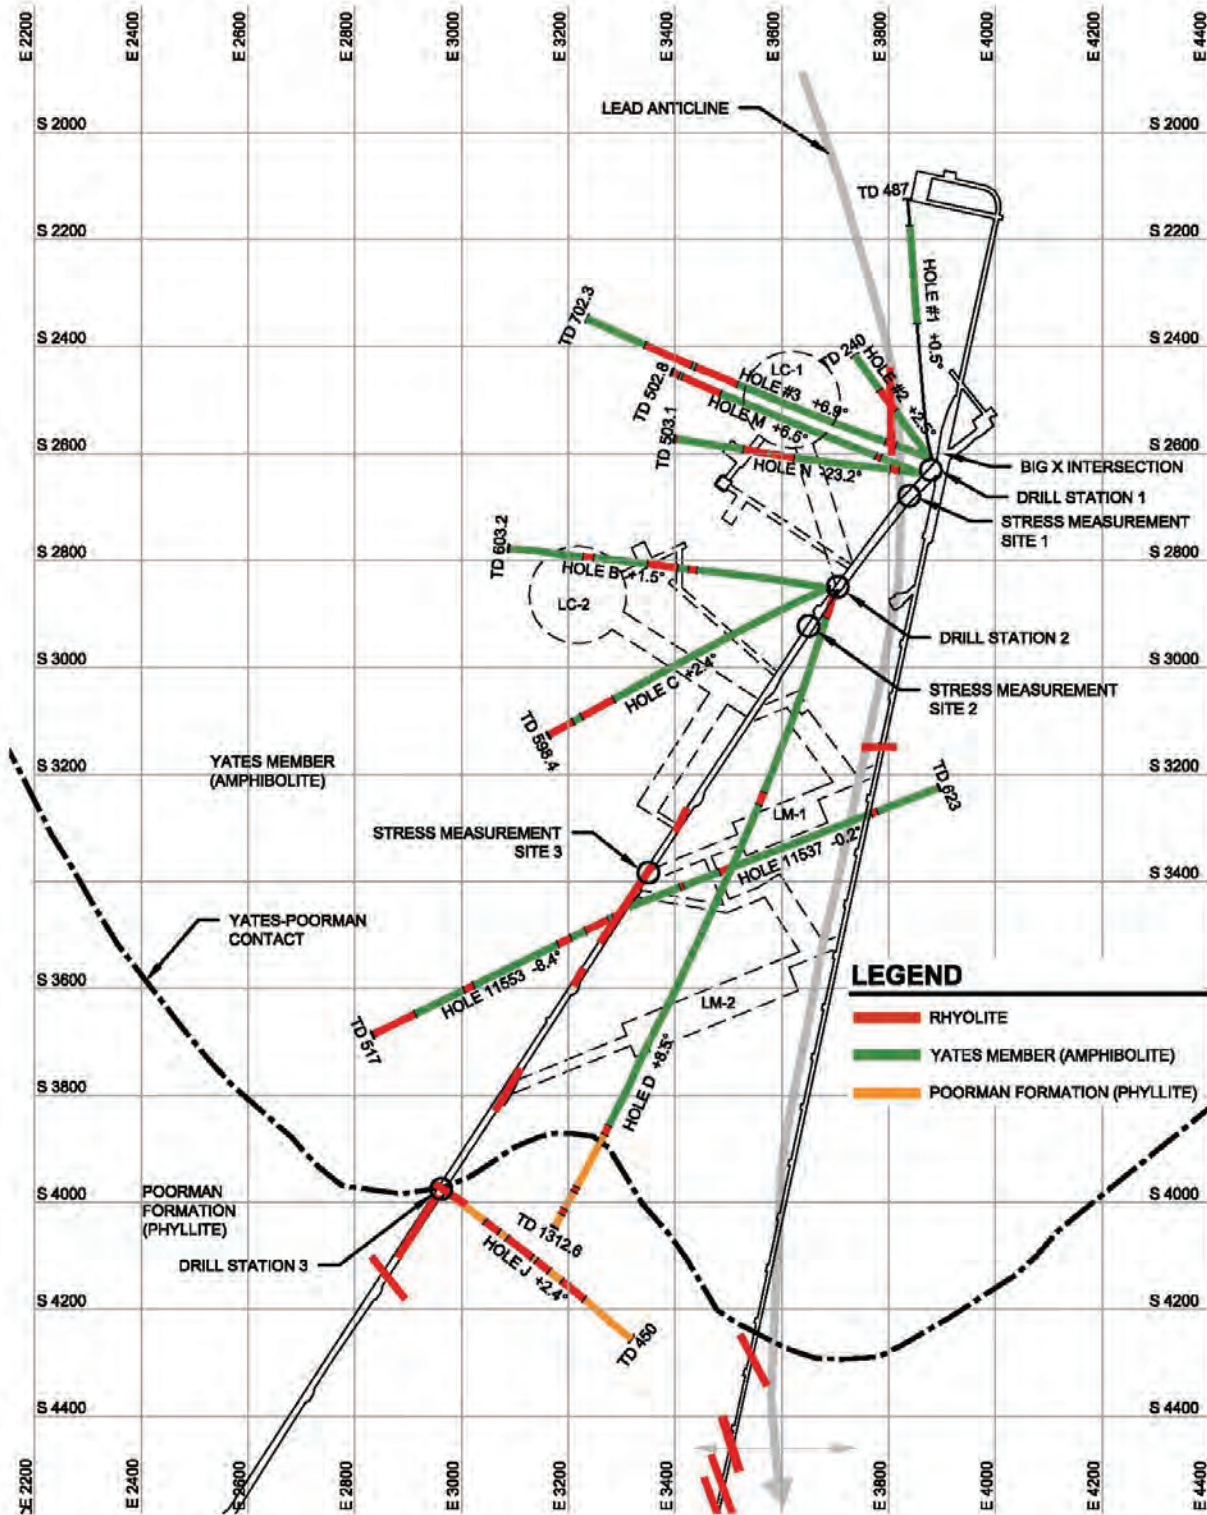 E 2200
E 2400
E 2600
E 2800
E 3000
E 3200
E 3400
E 3600
E 3800
E 4000
E 4200
E 44
LEAD ANTICLINE
S 2000
S 2000
TD 487
S 2200
S 2200
HOLE #1 +0.5°
TD 702.3
S 2400
S 2400
TD 240
HOLE #2 +2.5°
LC-1
HOLE #3 +6.9°
TD 502.8
HOLE M +6.5°
TD 503.1
HOLE N -23.2°
S 2600
S 2600
BIG X INTERSECTION
DRILL STATION 1
STRESS MEASUREMENT
SITE 1
TD 603.2
S 2800
S 2800
HOLE B +1.5°
LC-2
DRILL STATION 2
S 3000
S 3000
HOLE C +2.4°
STRESS MEASUREMENT
SITE 2
TD 598.4
YATES MEMBER
(AMPHIBOLITE)
S 3200
S 3200
TD 623
LM-1
STRESS MEASUREMENT
SITE 3
HOLE 11537 -0.2°
S 3400
S 3400
YATES-POORMAN
CONTACT
HOLE 11553 -8.4°
S 3600
S 3600
LM-2
TD 517
LEGEND
RHYOLITE
YATES MEMBER (AMPHIBOLITE)
POORMAN FORMATION (PHYLLITE)
HOLE D +8.5°
S 3800
S 3800
S 4000
S 4000
POORMAN
FORMATION
(PHYLLITE)
DRILL STATION 3
TD 1312.6
HOLE J +2.4°
S 4200
S 4200
TD 450
S 4400
S 4400
E 2200
E 2600
E 2400
E 2800
E 3000
E 3200
E 3400
E 3600
E 3800
E 4000
E 4200
E 44